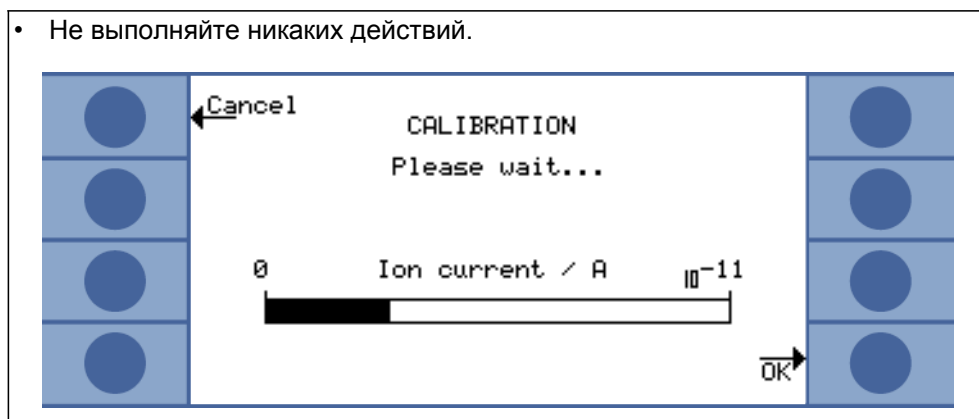 • Не выполняйте никаких действий.
Cancel
CALIBRATION
Please wait...
0 Ion current / A 10-11
OK